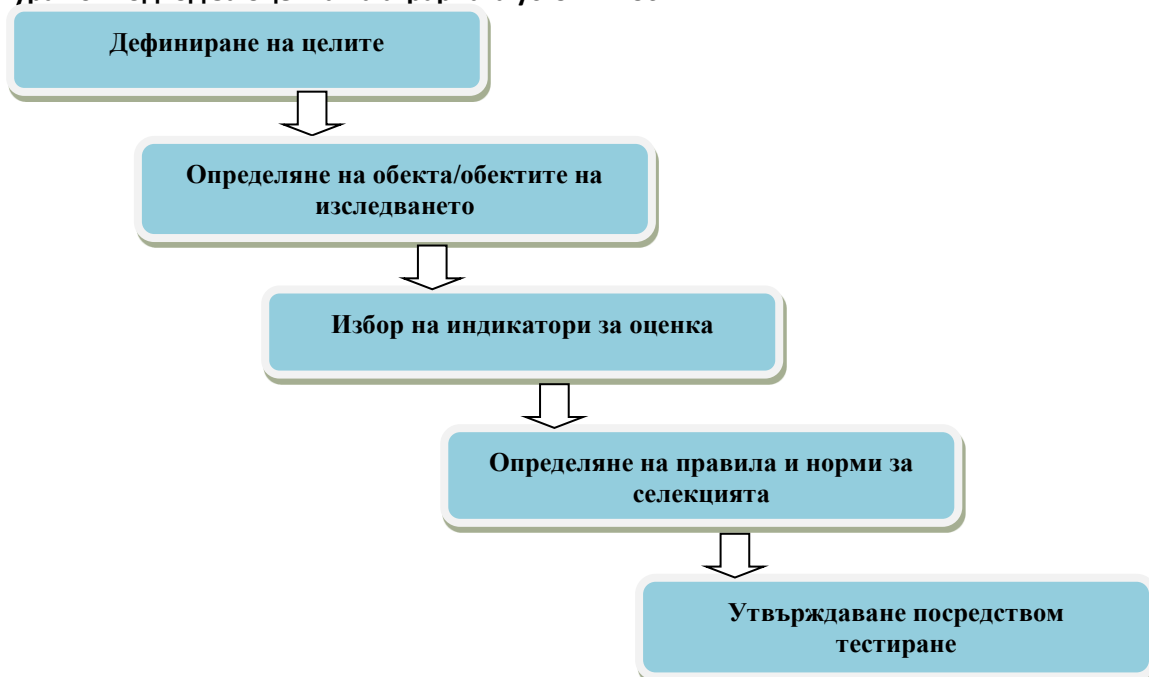 Дефиниране на целите
Определяне на обекта/обектите на
изследването
Избор на индикатори за оценка
Определяне на правила и норми за
селекцията
Утвърждаване посредством
тестиране